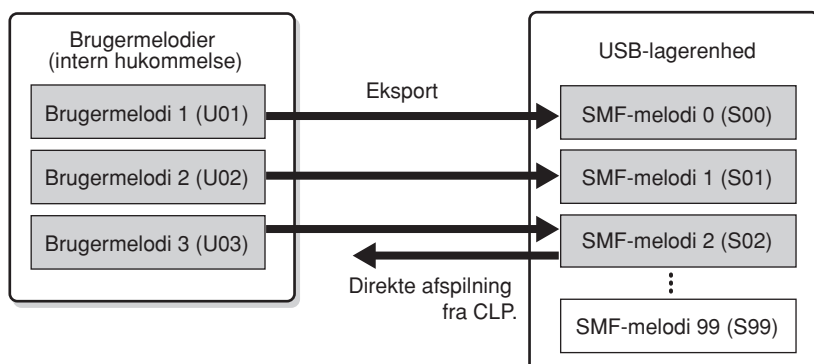 Brugermelodier
(intern hukommelse)
Brugermelodi 1 (U01)
Brugermelodi 2 (U02)
Brugermelodi 3 (U03)
Eksport
Direkte afspilning
fra CLP.
USB-lagerenhed
SMF-melodi 0 (S00)
SMF-melodi 1 (S01)
SMF-melodi 2 (S02)
SMF-melodi 99 (S99)